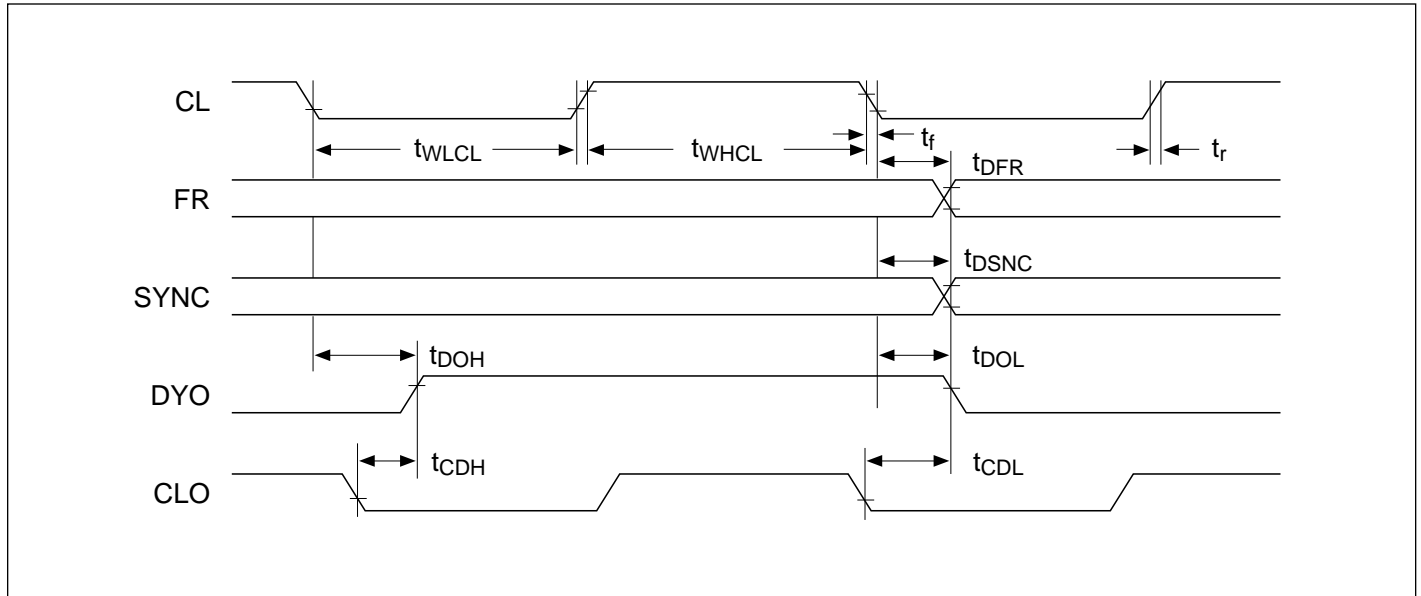 CL
tWLCL
tWHCL
tf
tr
FR
tDFR
SYNC
tDSNC
DYO
tDOH
tDOL
CLO
tCDH
tCDL